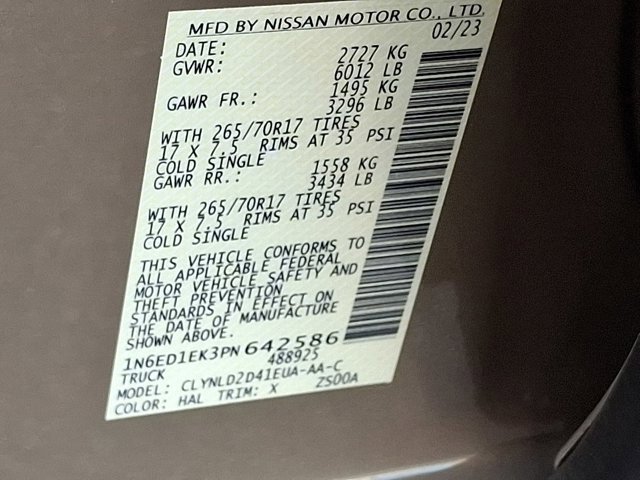 MFD BY NISSAN MOTOR CO., LTD.
DATE: 02/23
GVWR: 2727 KG
6012 LB
GAWR FR.: 1495 KG
3296 LB
WITH 265/70R17 TIRES
17 X 7.5 RIMS AT 35 PSI
COLD SINGLE
GAWR RR.: 1558 KG
3434 LB
WITH 265/70R17 TIRES
17 X 7.5 RIMS AT 35 PSI
COLD SINGLE
THIS VEHICLE CONFORMS TO
ALL APPLICABLE FEDERAL
MOTOR VEHICLE SAFETY AND
THEFT PREVENTION
STANDARDS IN EFFECT ON
THE DATE OF MANUFACTURE
SHOWN ABOVE.
1N6ED1EK3PN 642586
TRUCK 488925
MODEL: CLYNLD2D41EUA-AA-C
COLOR: HAL TRIM: X ZS00A